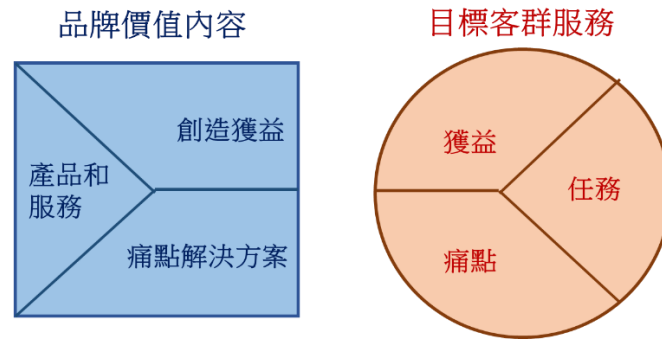 品牌價值內容
目標客群服務
創造獲益
產品和
服務
痛點解決方案
獲益
任務
痛點